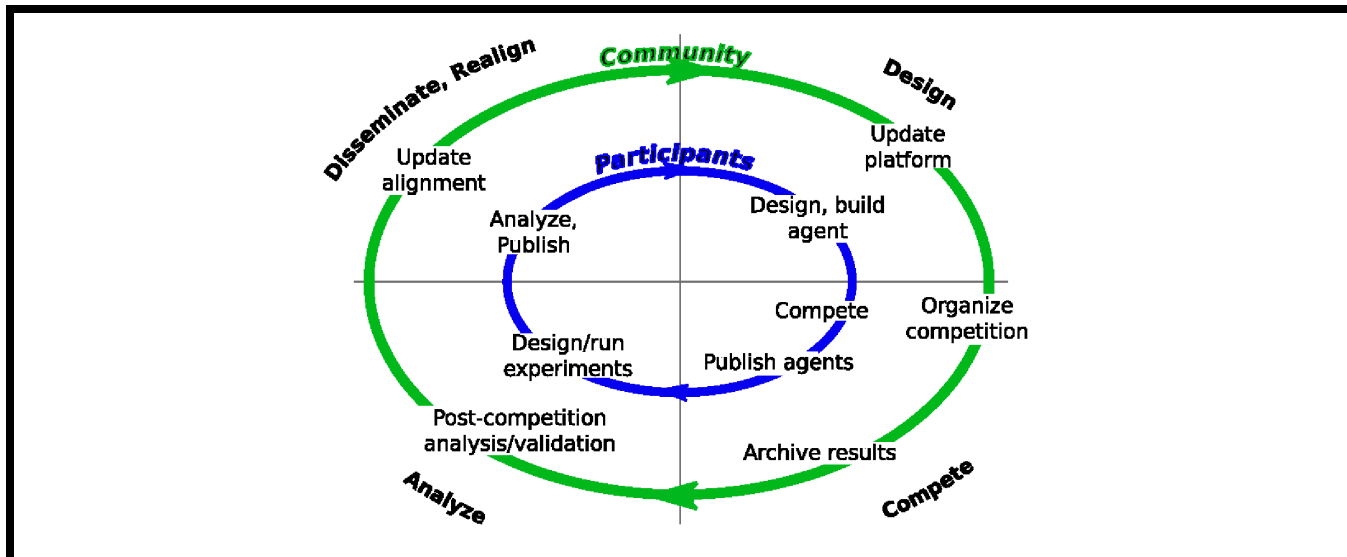 Community
Disseminate, Realign
Design
Update
alignment
Update
platform
Participants
Analyze,
Publish
Design, build
agent
Compete
Organize
competition
Design/run
experiments
Publish agents
Post-competition
analysis/validation
Archive results
Analyze
Compete